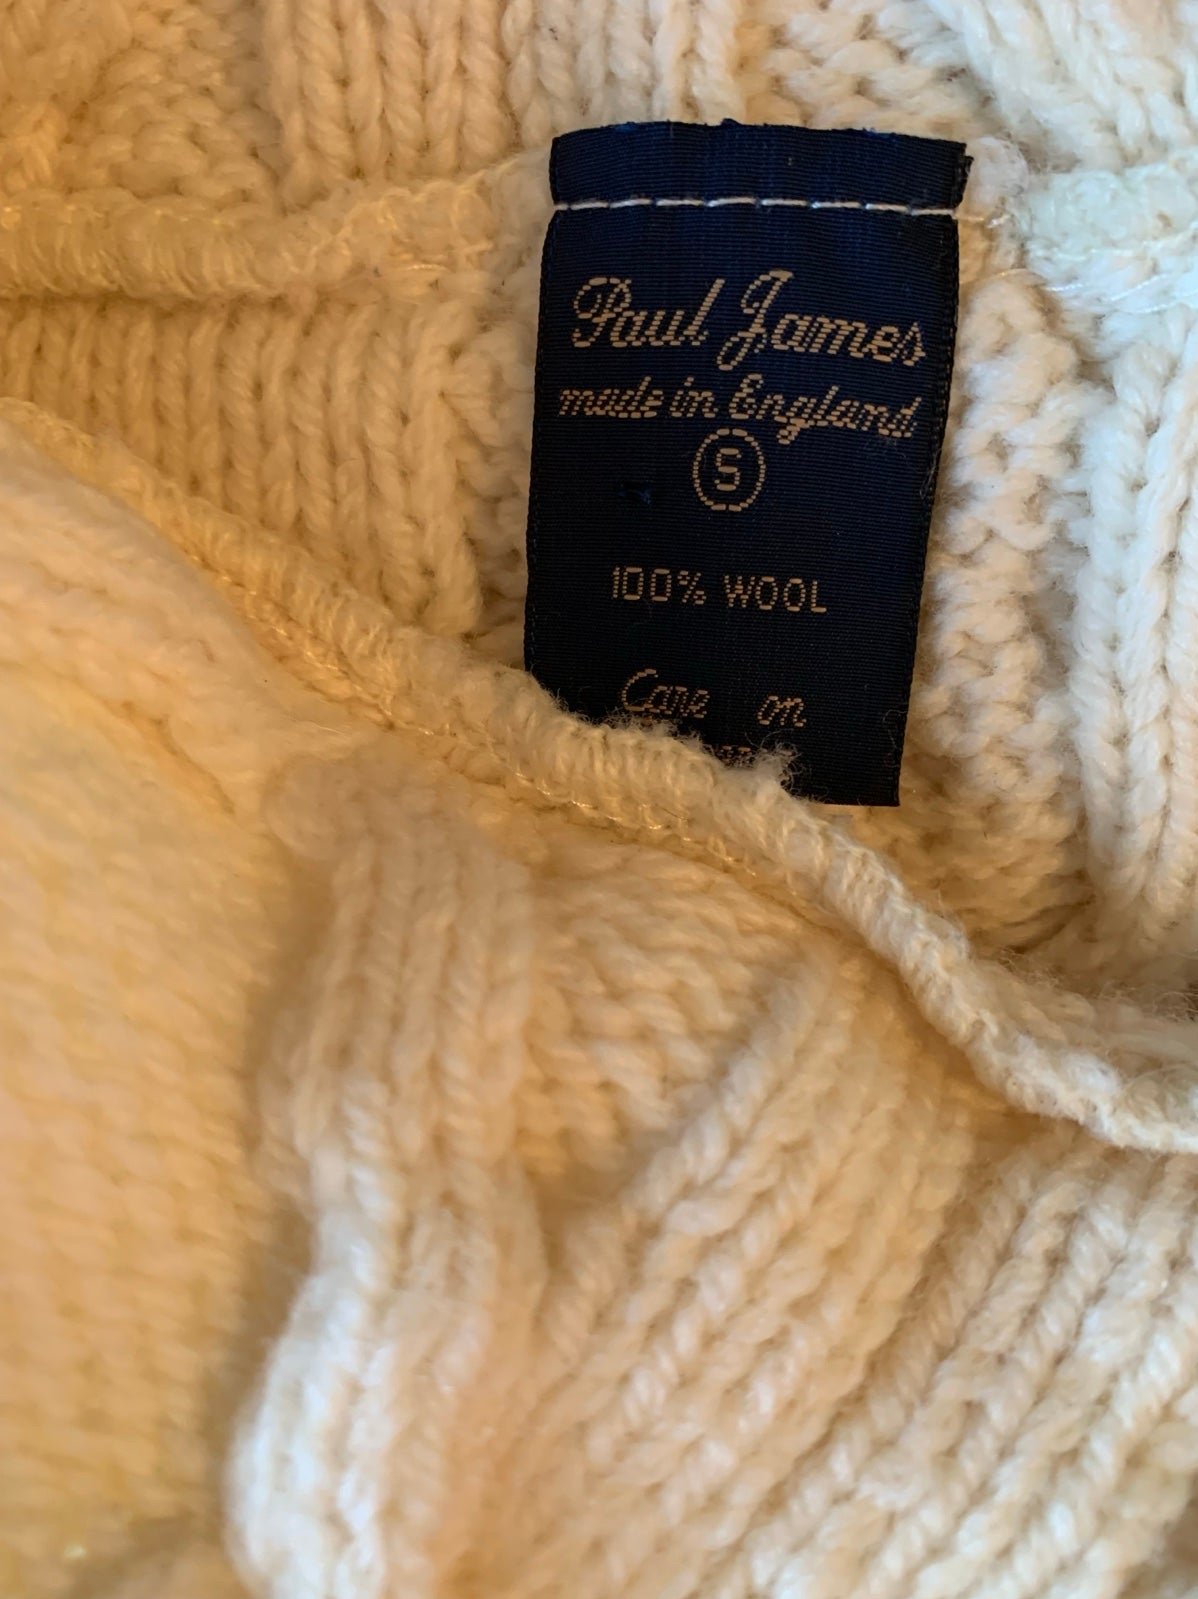 Paul James
made in England
S
100% WOOL
Care on